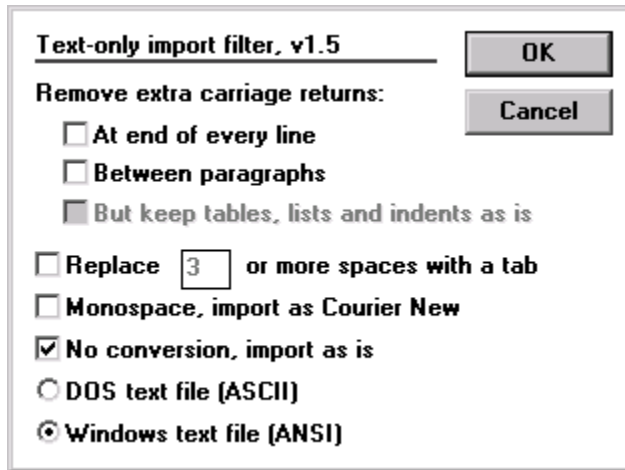 Text-only import filter, v1.5
OK
Remove extra carriage returns:
Cancel
At end of every line
Between paragraphs
But keep tables, lists and indents as is
Replace 3 or more spaces with a tab
Monospace, import as Courier New
No conversion, import as is
DOS text file (ASCII)
Windows text file (ANSI)